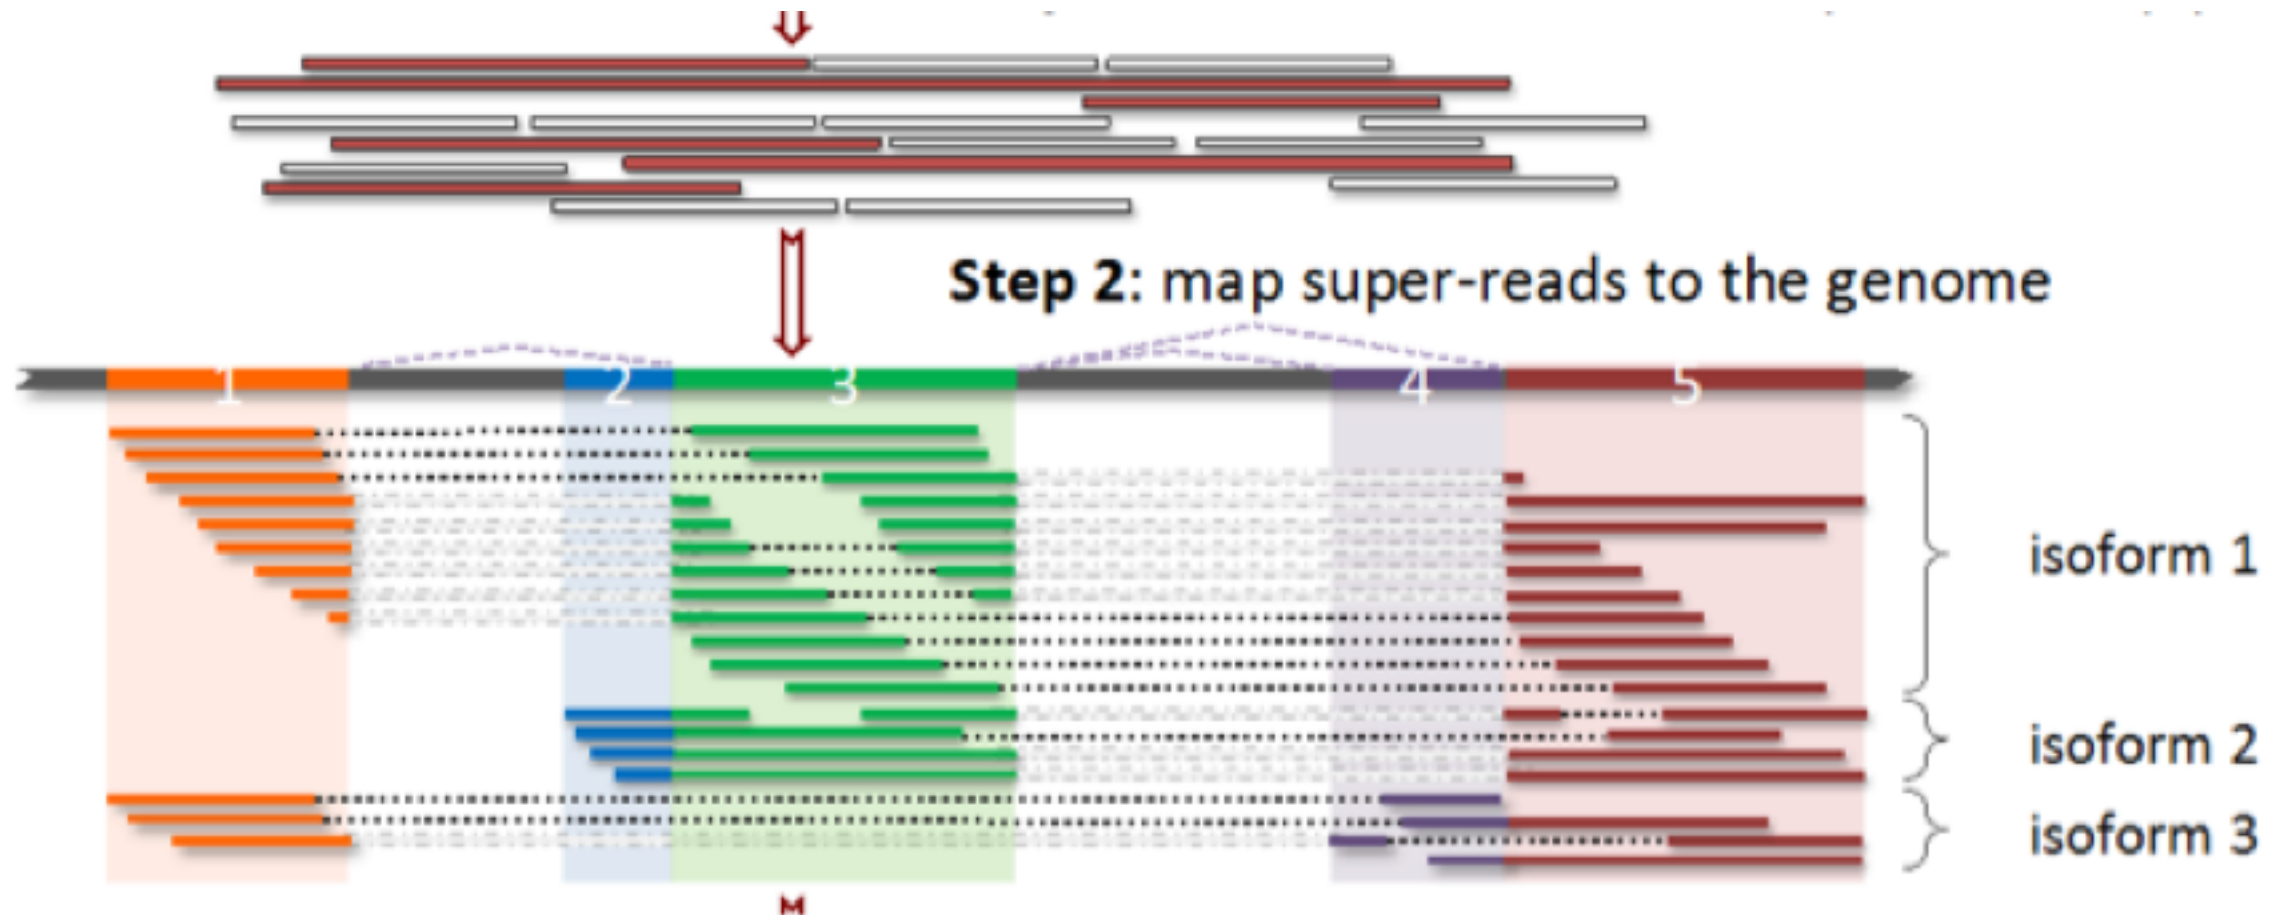 Step 2: map super-reads to the genome
1 2 3 4 5
isoform 1
isoform 2
isoform 3